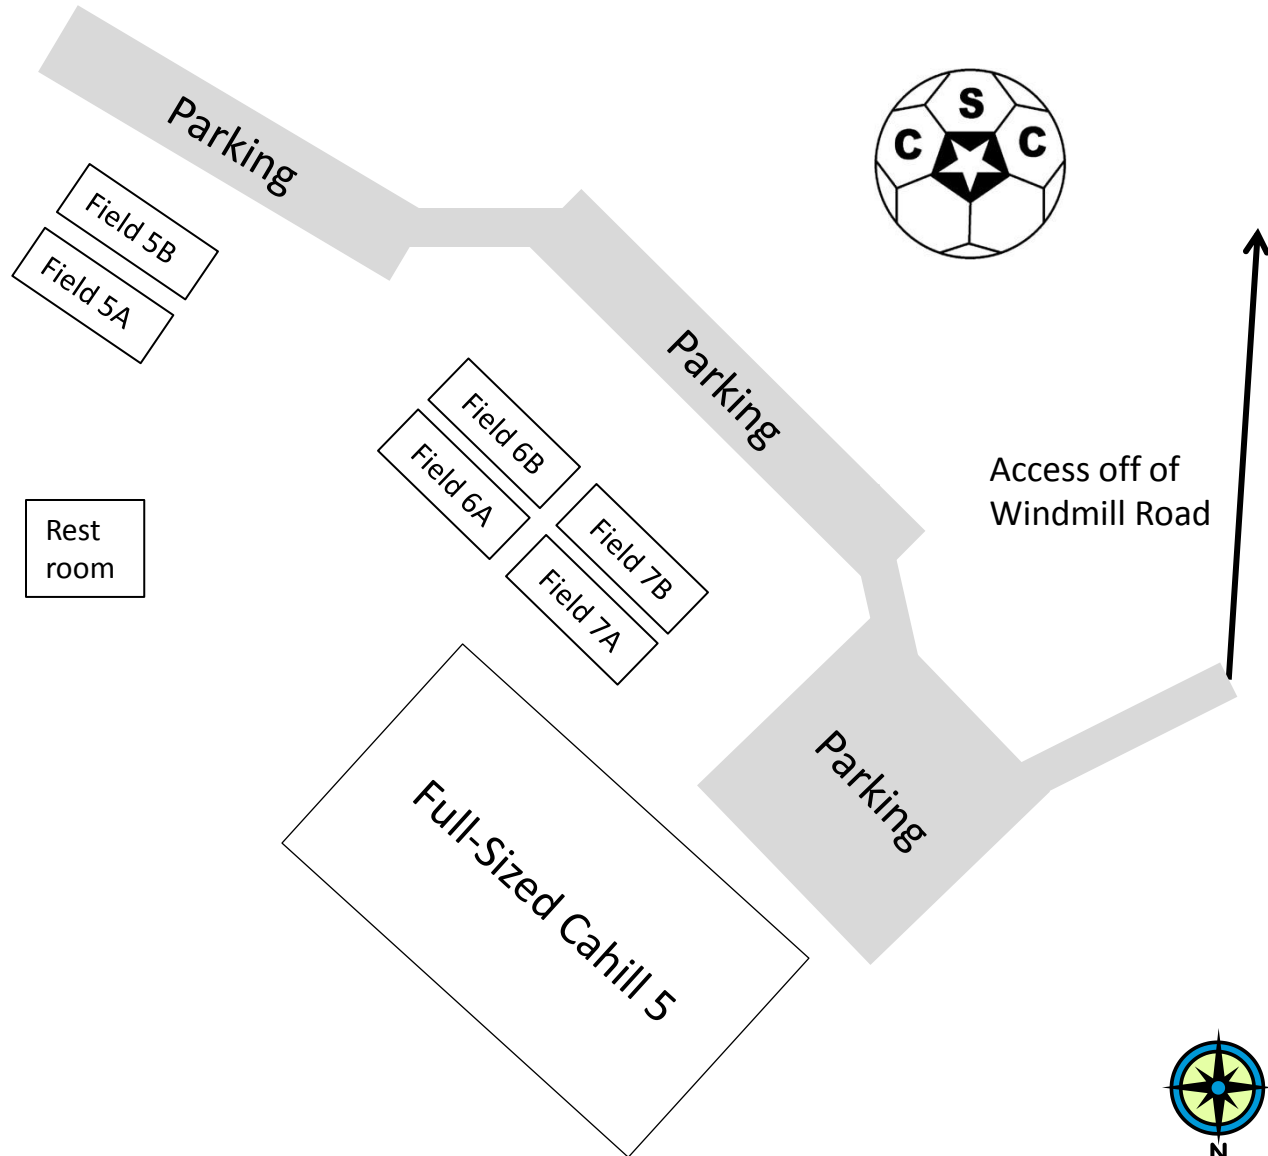 S
C
C
Parking
Field 5B
Field 5A
Parking
Field 6B
Field 6A
Access off of
Windmill Road
Rest
room
Field 7B
Field 7A
Parking
Full-Sized Cahill 5
N